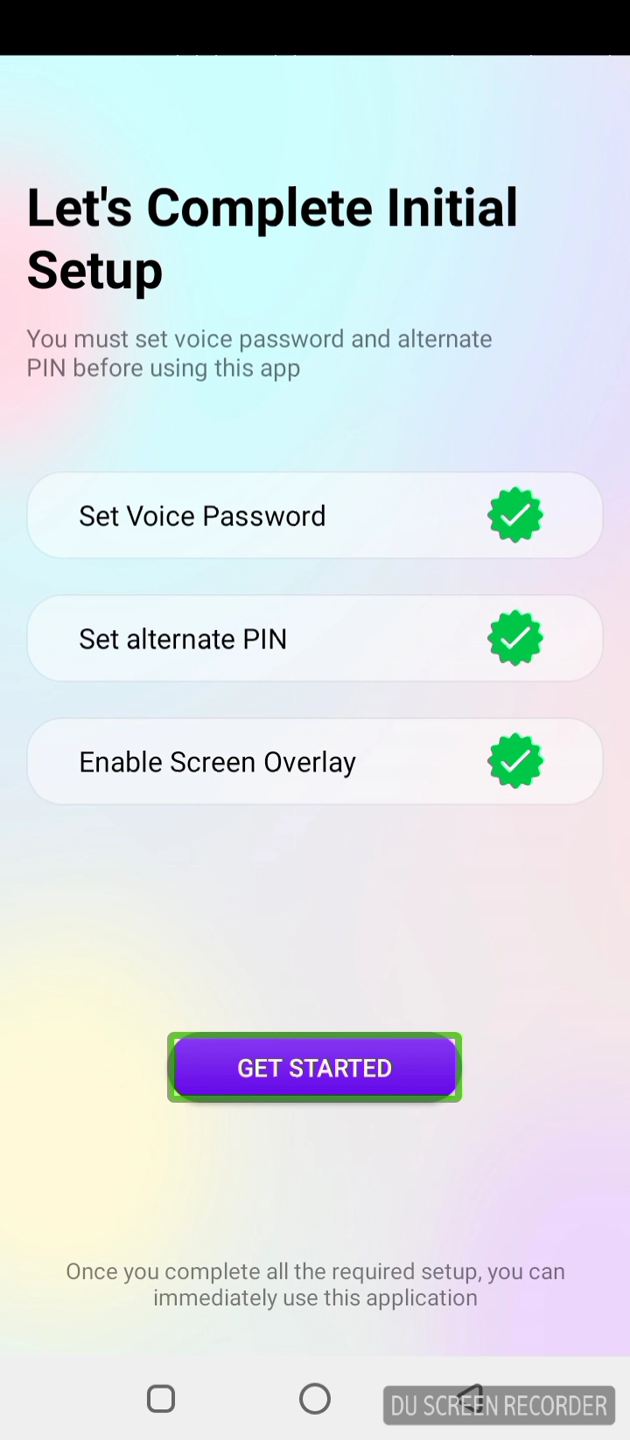 Let's Complete Initial
Setup
You must set voice password and alternate
PIN before using this app
Set Voice Password
Set alternate PIN
Enable Screen Overlay
GET STARTED
Once you complete all the required setup, you can
immediately use this application
DU SCREEN RECORDER